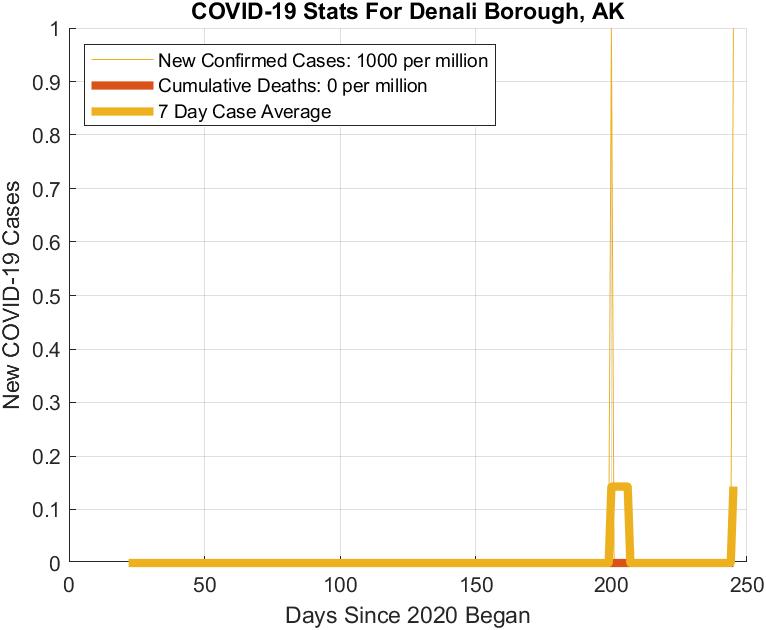 COVID-19 Stats For Denali Borough, AK
New Confirmed Cases: 1000 per million
Cumulative Deaths: 0 per million
7 Day Case Average
New COVID-19 Cases
1
0.9
0.8
0.7
0.6
0.5
0.4
0.3
0.2
0.1
0
0 50 100 150 200 250
Days Since 2020 Began